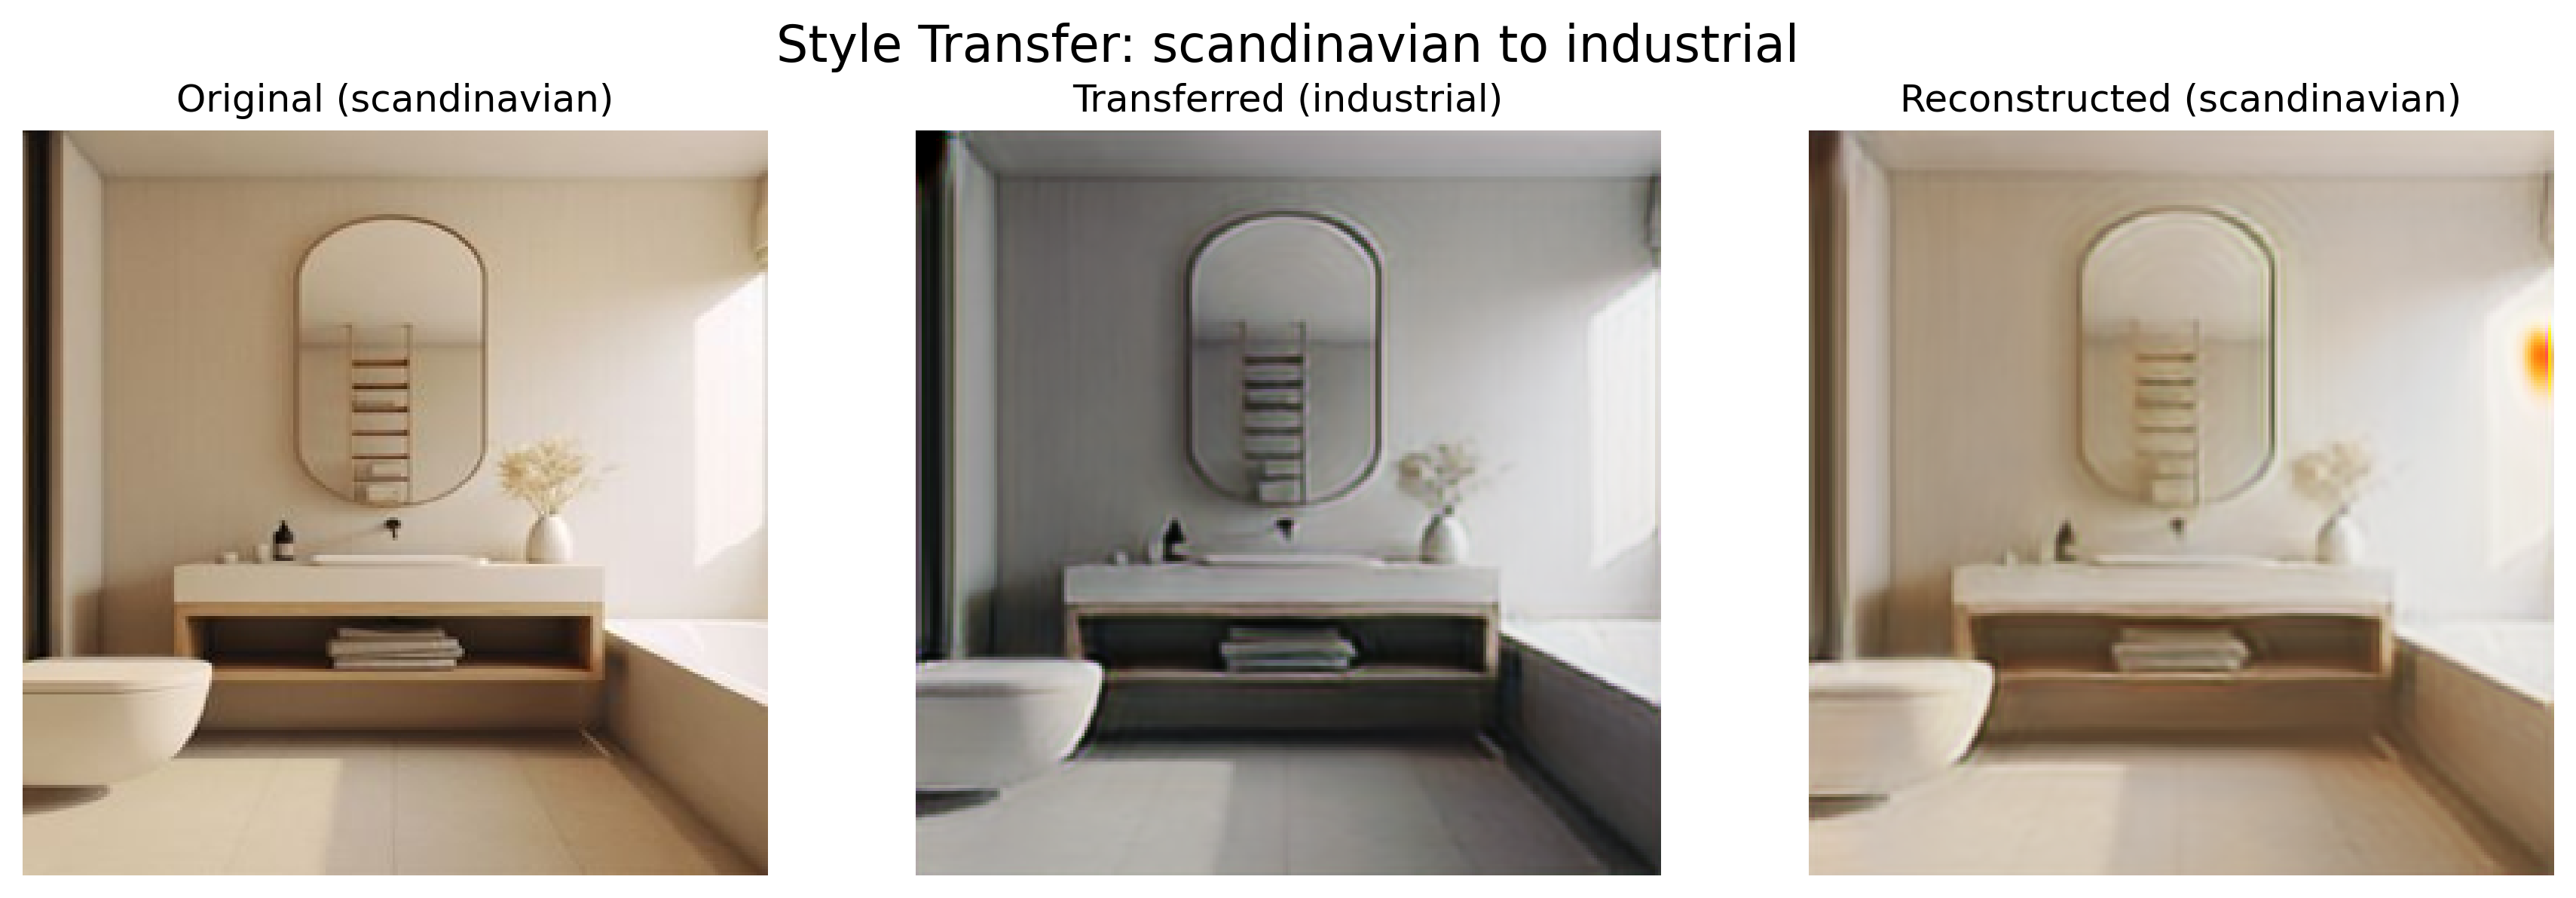 Style Transfer: scandinavian to industrial
Original (scandinavian)
Transferred (industrial)
Reconstructed (scandinavian)